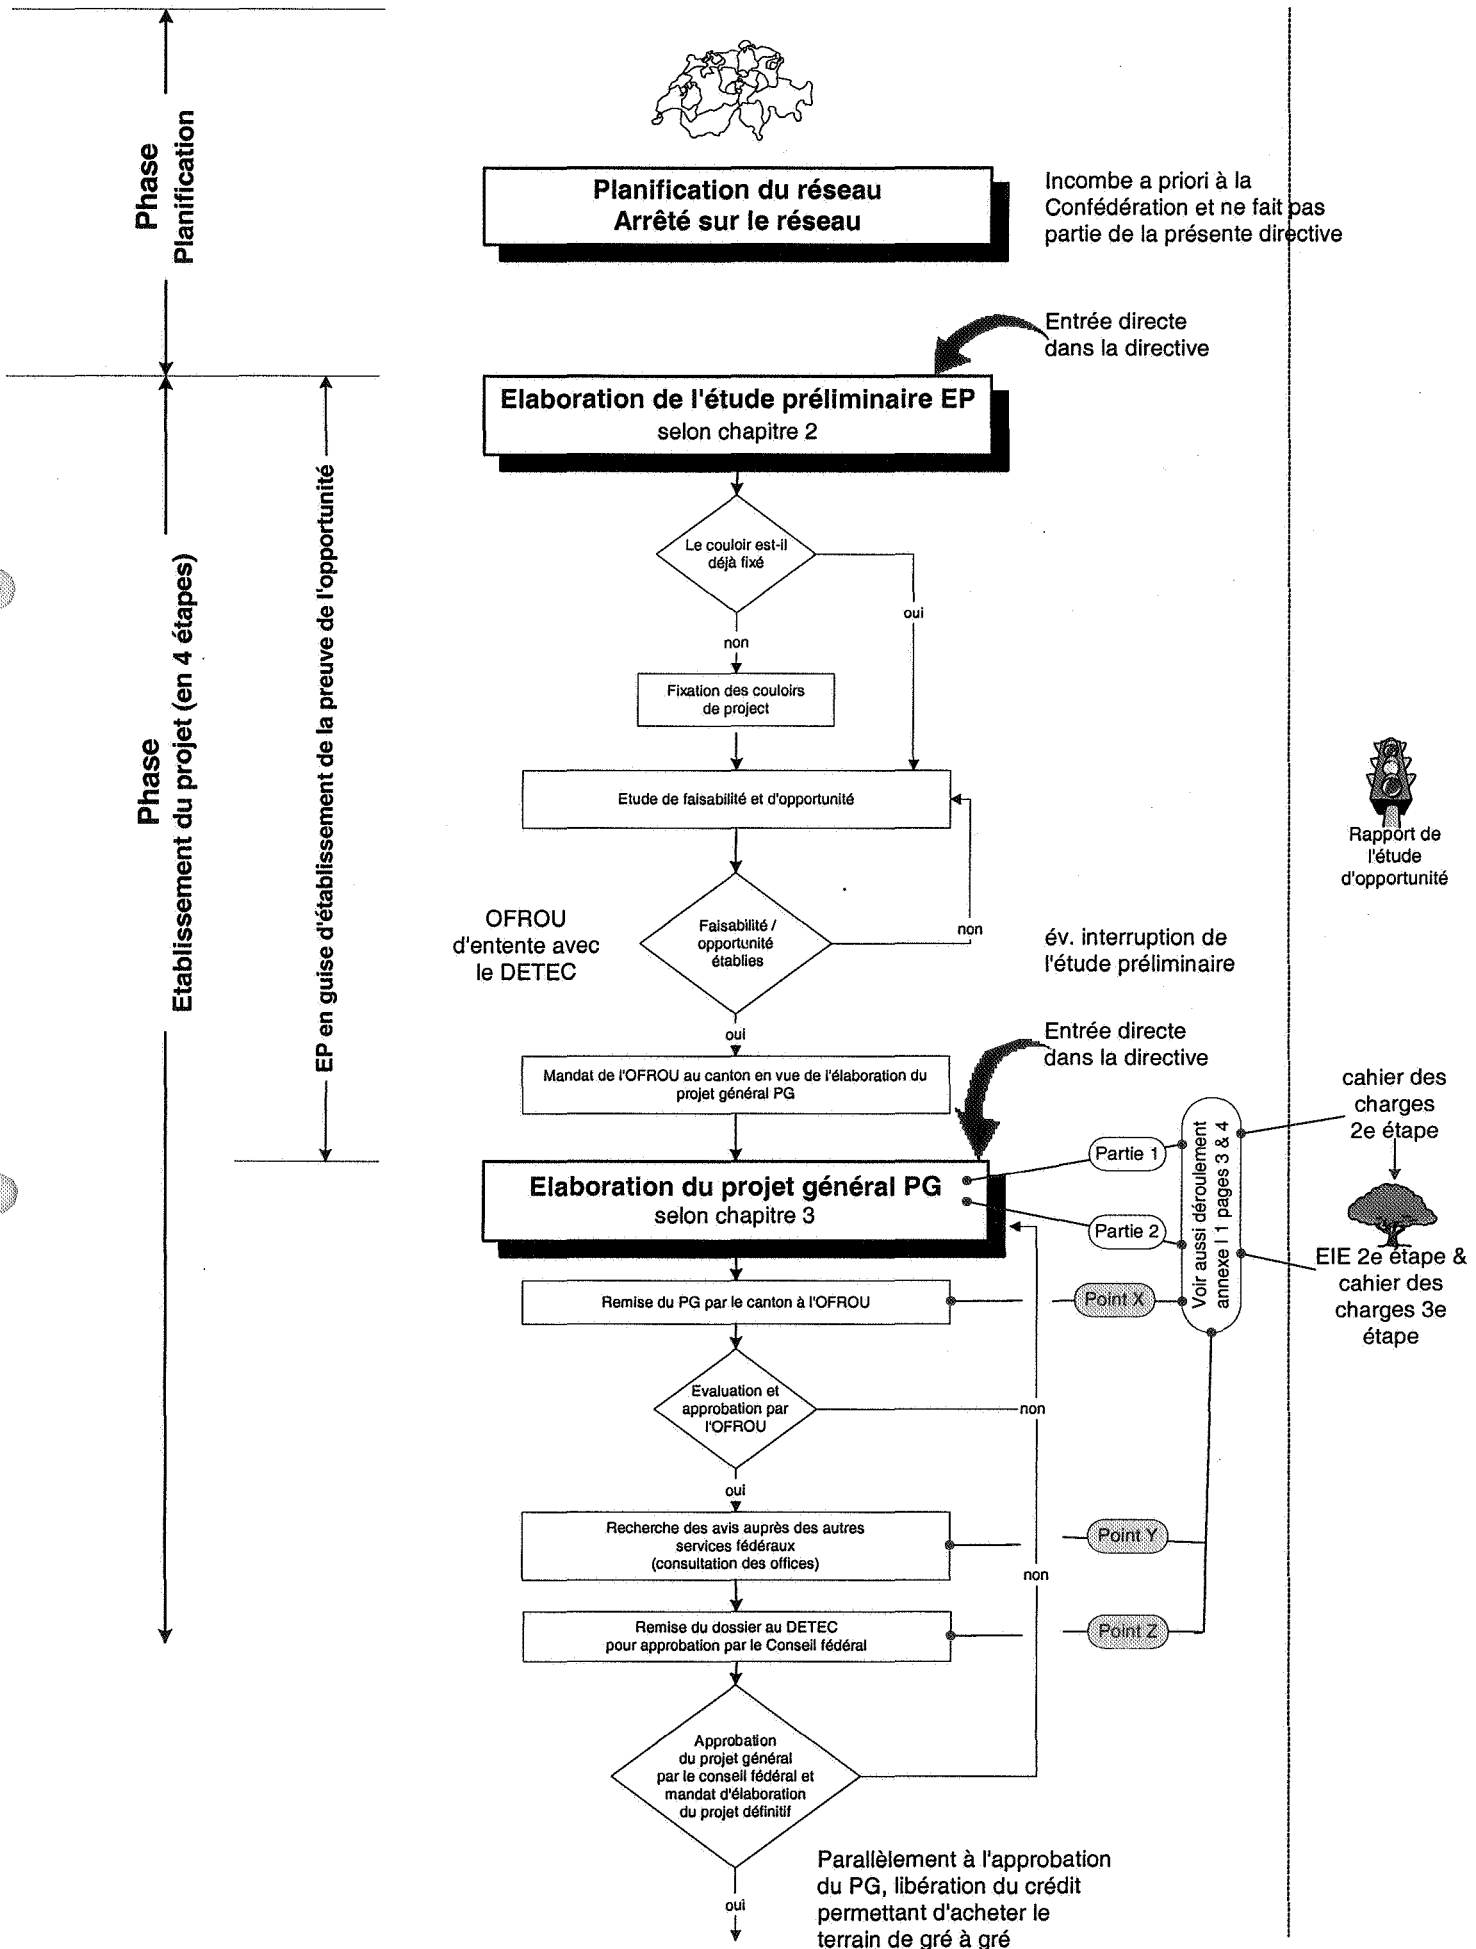 Phase
Planification
Planification du réseau
Arrêté sur le réseau
Incombe a priori à la
Confédération et ne fait pas
partie de la présente directive
Entrée directe
dans la directive
Phase
Etablissement du projet (en 4 étapes)
EP en guise d'établissement de la preuve de l'opportunité
Elaboration de l'étude préliminaire EP
selon chapitre 2
Le couloir est-il
déjà fixé
oui
non
Fixation des couloirs
de project
Etude de faisabilité et d'opportunité
Rapport de
l'étude
d'opportunité
OFROU
d'entente avec
le DETEC
Faisabilité /
opportunité
établies
non
év. interruption de
l'étude préliminaire
oui
Mandat de l'OFROU au canton en vue de l'élaboration du
projet général PG
Entrée directe
dans la directive
Elaboration du projet général PG
selon chapitre 3
Partie 1
Partie 2
Voir aussi déroulement
annexe I 1 pages 3 & 4
cahier des
charges
2e étape
EIE 2e étape &
cahier des
charges 3e
étape
Remise du PG par le canton à l'OFROU
Point X
Evaluation et
approbation par
l'OFROU
non
oui
Recherche des avis auprès des autres
services fédéraux
(consultation des offices)
Point Y
non
Remise du dossier au DETEC
pour approbation par le Conseil fédéral
Point Z
Approbation
du projet général
par le conseil fédéral et
mandat d'élaboration
du projet définitif
oui
Parallèlement à l'approbation
du PG, libération du crédit
permettant d'acheter le
terrain de gré à gré